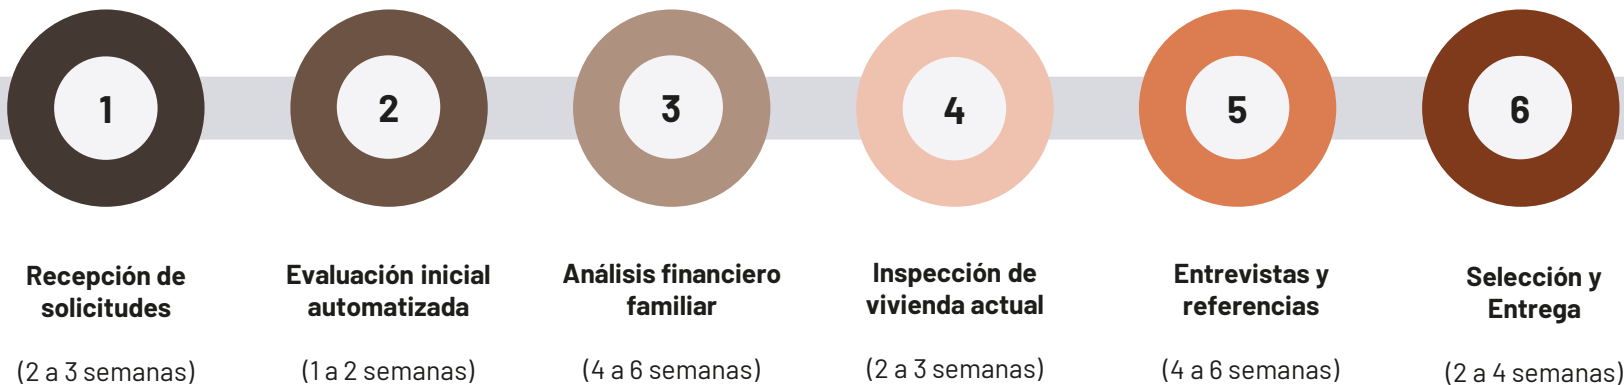 1
2
3
4
5
6
Recepción de
solicitudes
(2 a 3 semanas)
Evaluación inicial
automatizada
(1 a 2 semanas)
Análisis financiero
familiar
(4 a 6 semanas)
Inspección de
vivienda actual
(2 a 3 semanas)
Entrevistas y
referencias
(4 a 6 semanas)
Selección y
Entrega
(2 a 4 semanas)